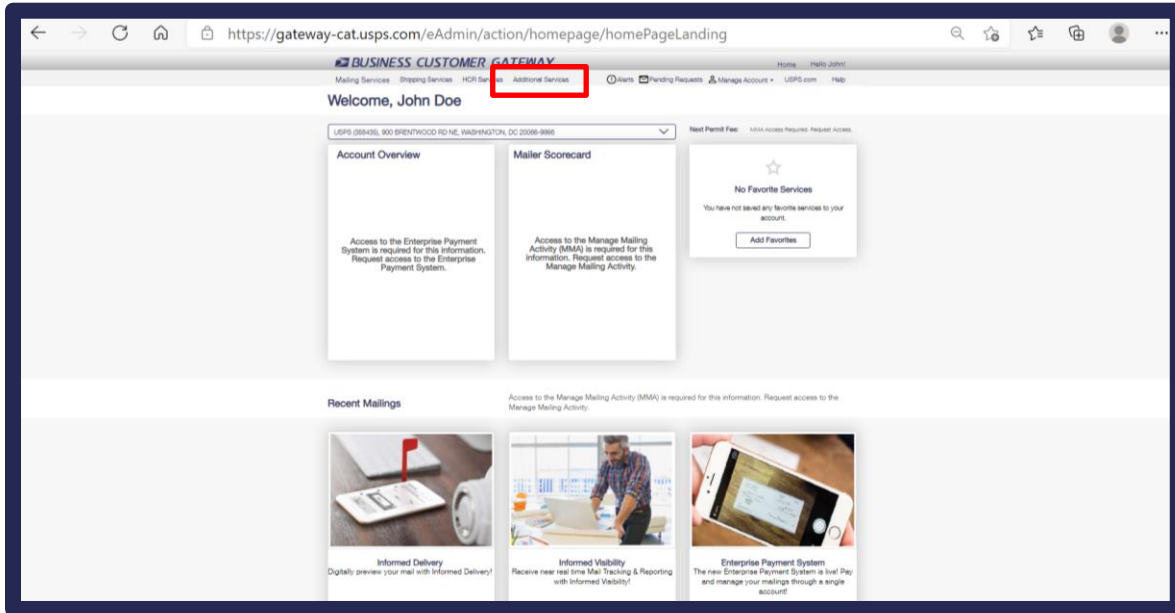 https://gateway-cat.usps.com/eAdmin/action/homepage/homePageLanding
BUSINESS CUSTOMER GATEWAY
Home Hello John!
Mailing Services Shipping Services HCR Services Additional Services Alerts Pending Requests Manage Account USPS.com Help
Welcome, John Doe
900 BRENTWOOD RD NE, WASHINGTON, DC
Next Permit Fee: MMA Access Required. Request Access.
Account Overview
Mailer Scorecard
No Favorite Services
You have not saved any favorite services to your
account.
Add Favorites
Access to the Enterprise Payment
System is required for this information.
Request access to the Enterprise
Payment System.
Access to the Manage Mailing
Activity (MMA) is required for this
information. Request access to the
Manage Mailing Activity.
Recent Mailings
Access to the Manage Mailing Activity (MMA) is required for this information. Request access to the
Manage Mailing Activity.
Informed Delivery
Digitally preview your mail with Informed Delivery!
Informed Visibility
Receive near real time Mail Tracking & Reporting
with Informed Visibility!
Enterprise Payment System
The new Enterprise Payment System is live! Pay
and manage your mailings through a single
account!